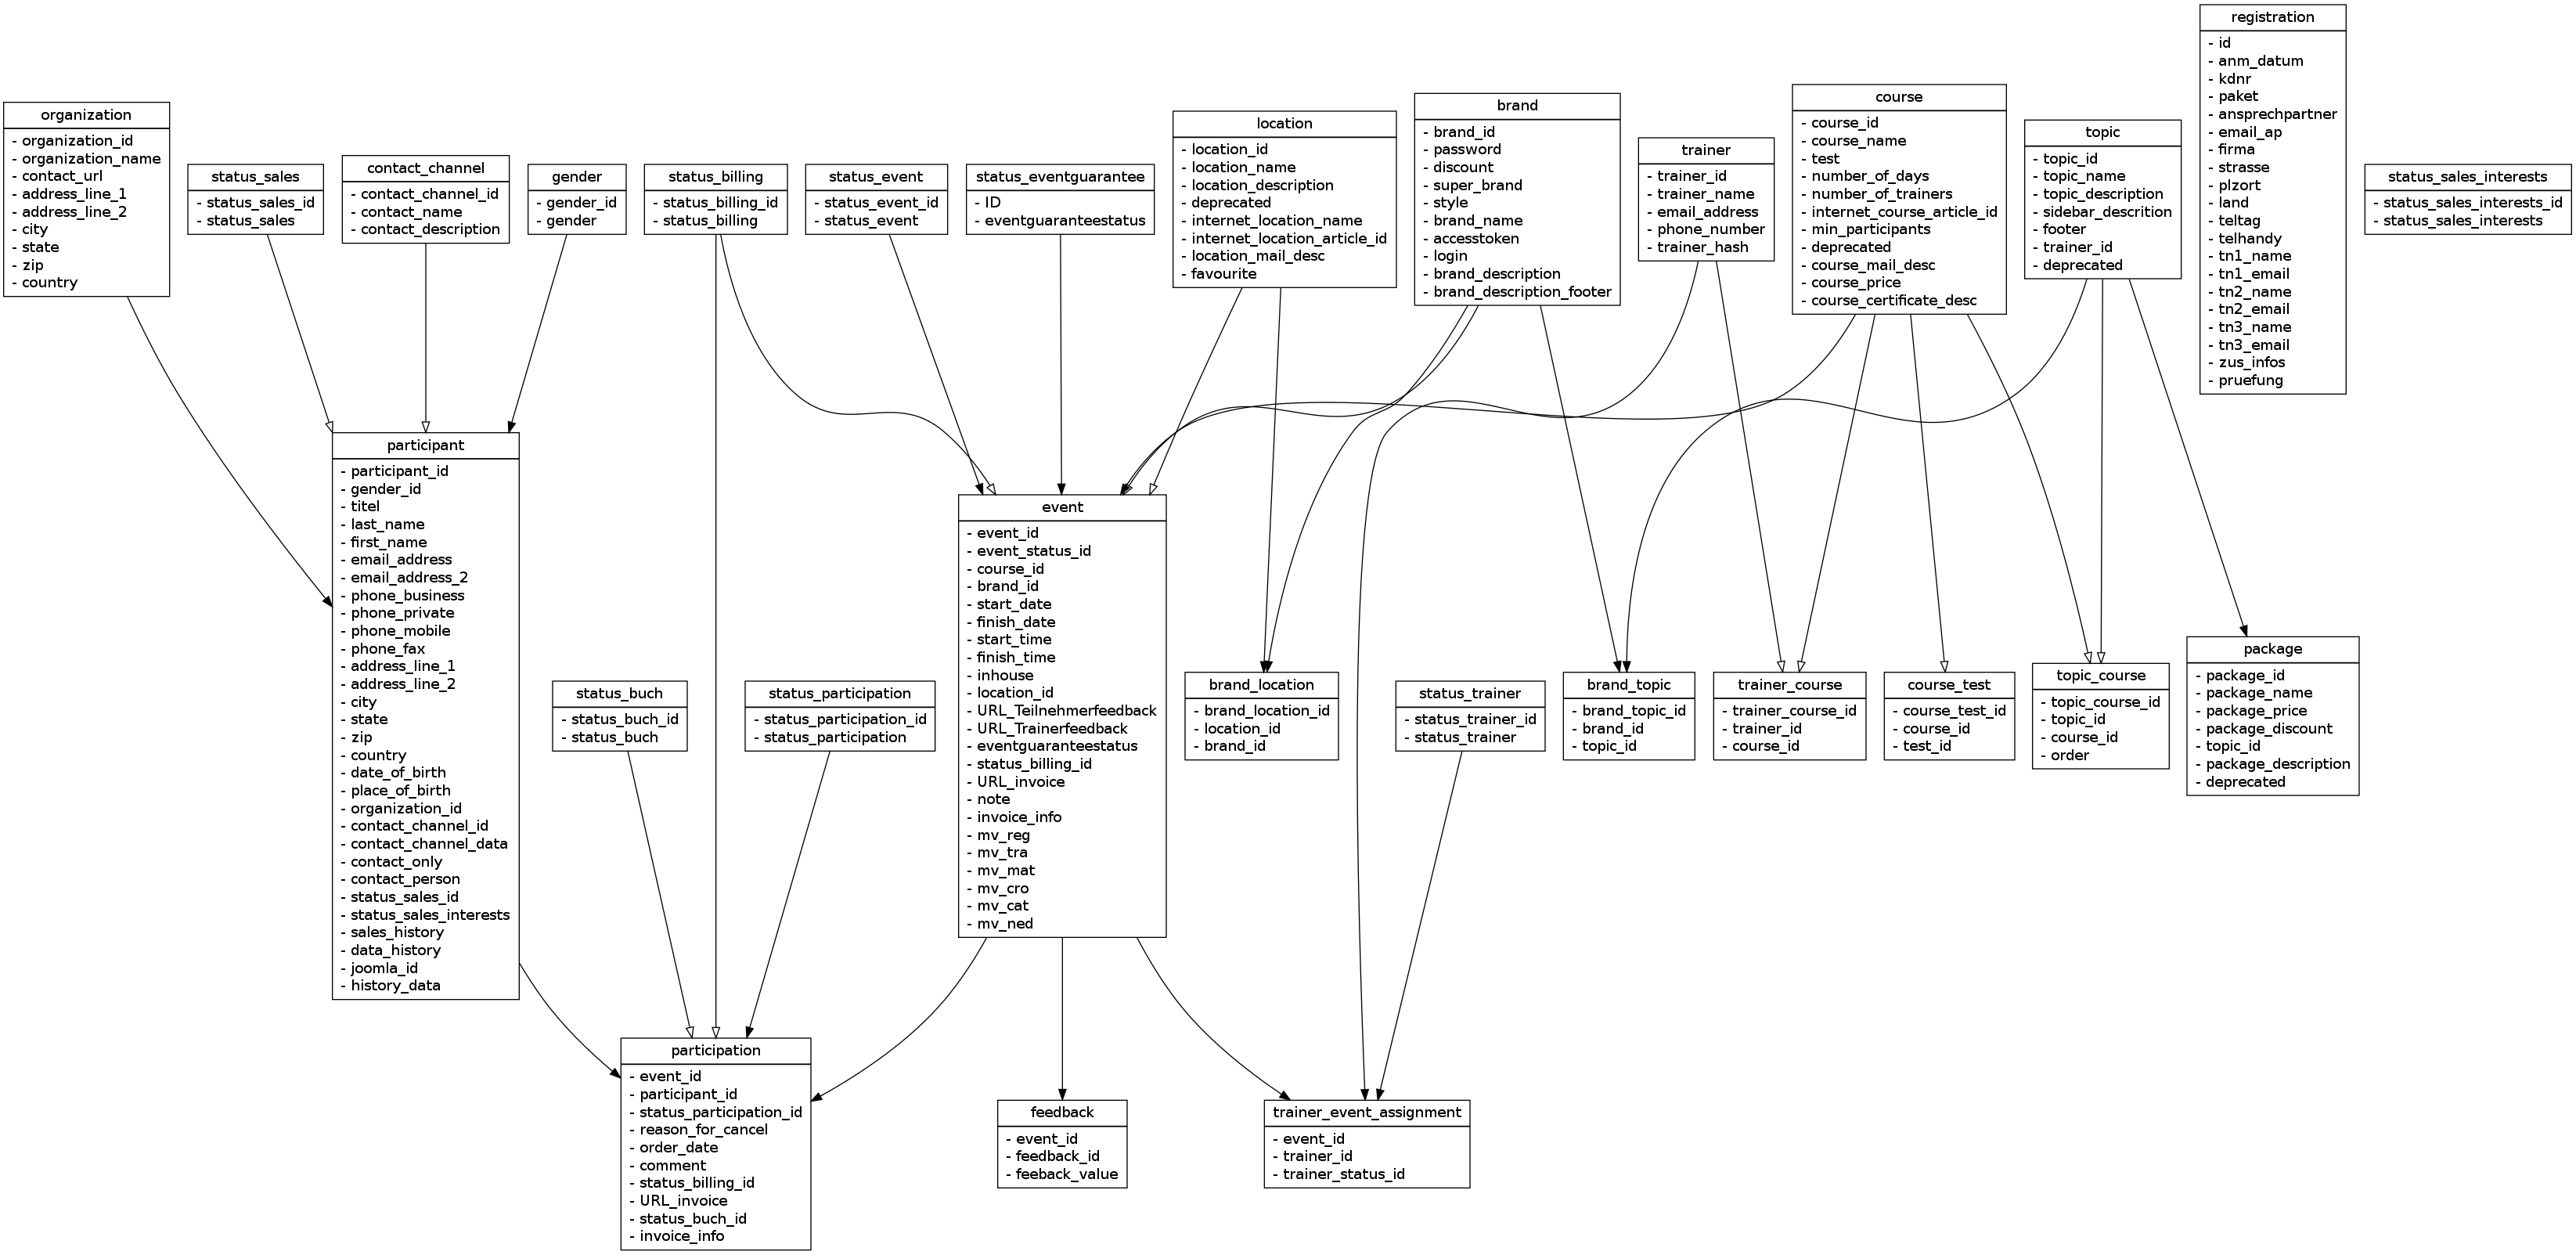 organization
- organization_id
- organization_name
- contact_url
- address_line_1
- address_line_2
- city
- state
- zip
- country
status_sales
- status_sales_id
- status_sales
contact_channel
- contact_channel_id
- contact_name
- contact_description
gender
- gender_id
- gender
status_billing
- status_billing_id
- status_billing
status_event
- status_event_id
- status_event
status_eventguarantee
- ID
- eventguaranteestatus
location
- location_id
- location_name
- location_description
- deprecated
- internet_location_name
- internet_location_article_id
- location_mail_desc
- favourite
brand
- brand_id
- password
- discount
- super_brand
- style
- brand_name
- accesstoken
- login
- brand_description
- brand_description_footer
trainer
- trainer_id
- trainer_name
- email_address
- phone_number
- trainer_hash
course
- course_id
- course_name
- test
- number_of_days
- number_of_trainers
- internet_course_article_id
- min_participants
- deprecated
- course_mail_desc
- course_price
- course_certificate_desc
topic
- topic_id
- topic_name
- topic_description
- sidebar_descrition
- footer
- trainer_id
- deprecated
registration
- id
- anm_datum
- kdnr
- paket
- ansprechpartner
- email_ap
- firma
- strasse
- plzort
- land
- teltag
- telhandy
- tn1_name
- tn1_email
- tn2_name
- tn2_email
- tn3_name
- tn3_email
- zus_infos
- pruefung
status_sales_interests
- status_sales_interests_id
- status_sales_interests
participant
- participant_id
- gender_id
- titel
- last_name
- first_name
- email_address
- email_address_2
- phone_business
- phone_private
- phone_mobile
- phone_fax
- address_line_1
- address_line_2
- city
- state
- zip
- country
- date_of_birth
- place_of_birth
- organization_id
- contact_channel_id
- contact_channel_data
- contact_only
- contact_person
- status_sales_id
- status_sales_interests
- sales_history
- data_history
- joomla_id
- history_data
event
- event_id
- event_status_id
- course_id
- brand_id
- start_date
- finish_date
- start_time
- finish_time
- inhouse
- location_id
- URL_Teilnehmerfeedback
- URL_Trainerfeedback
- eventguaranteestatus
- status_billing_id
- URL_invoice
- note
- invoice_info
- mv_reg
- mv_tra
- mv_mat
- mv_cro
- mv_cat
- mv_ned
status_buch
- status_buch_id
- status_buch
status_participation
- status_participation_id
- status_participation
brand_location
- brand_location_id
- location_id
- brand_id
status_trainer
- status_trainer_id
- status_trainer
brand_topic
- brand_topic_id
- brand_id
- topic_id
trainer_course
- trainer_course_id
- trainer_id
- course_id
course_test
- course_test_id
- course_id
- test_id
topic_course
- topic_course_id
- topic_id
- course_id
- order
package
- package_id
- package_name
- package_price
- package_discount
- topic_id
- package_description
- deprecated
participation
- event_id
- participant_id
- status_participation_id
- reason_for_cancel
- order_date
- comment
- status_billing_id
- URL_invoice
- status_buch_id
- invoice_info
feedback
- event_id
- feedback_id
- feeback_value
trainer_event_assignment
- event_id
- trainer_id
- trainer_status_id